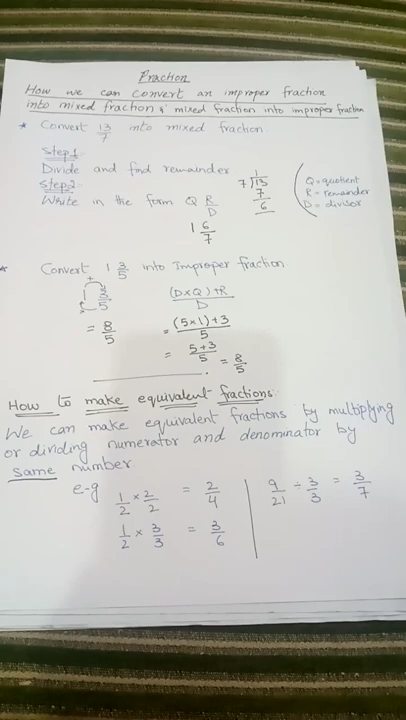 Fraction
How we can convert an improper fraction
into mixed fraction & mixed fraction into improper fraction
* Convert 13/7 into mixed fraction.
Step 1
Divide and find remainder
Step 2
Write in the form Q R/D
1 6/7
1
7 √13
7
6
Q = quotient
R = remainder
D = divisor
* Convert 1 3/5 into Improper fraction
+
1 3/5
x
= 8/5
(D×Q)+R/D
= (5×1)+3/5
= 5+3/5 = 8/5
How to make equivalent fractions:
We can make equivalent fractions by multiplying
or dividing numerator and denominator by
same number.
e-g 1/2 × 2/2 = 2/4
1/2 × 3/3 = 3/6
9/21 ÷ 3/3 = 3/7